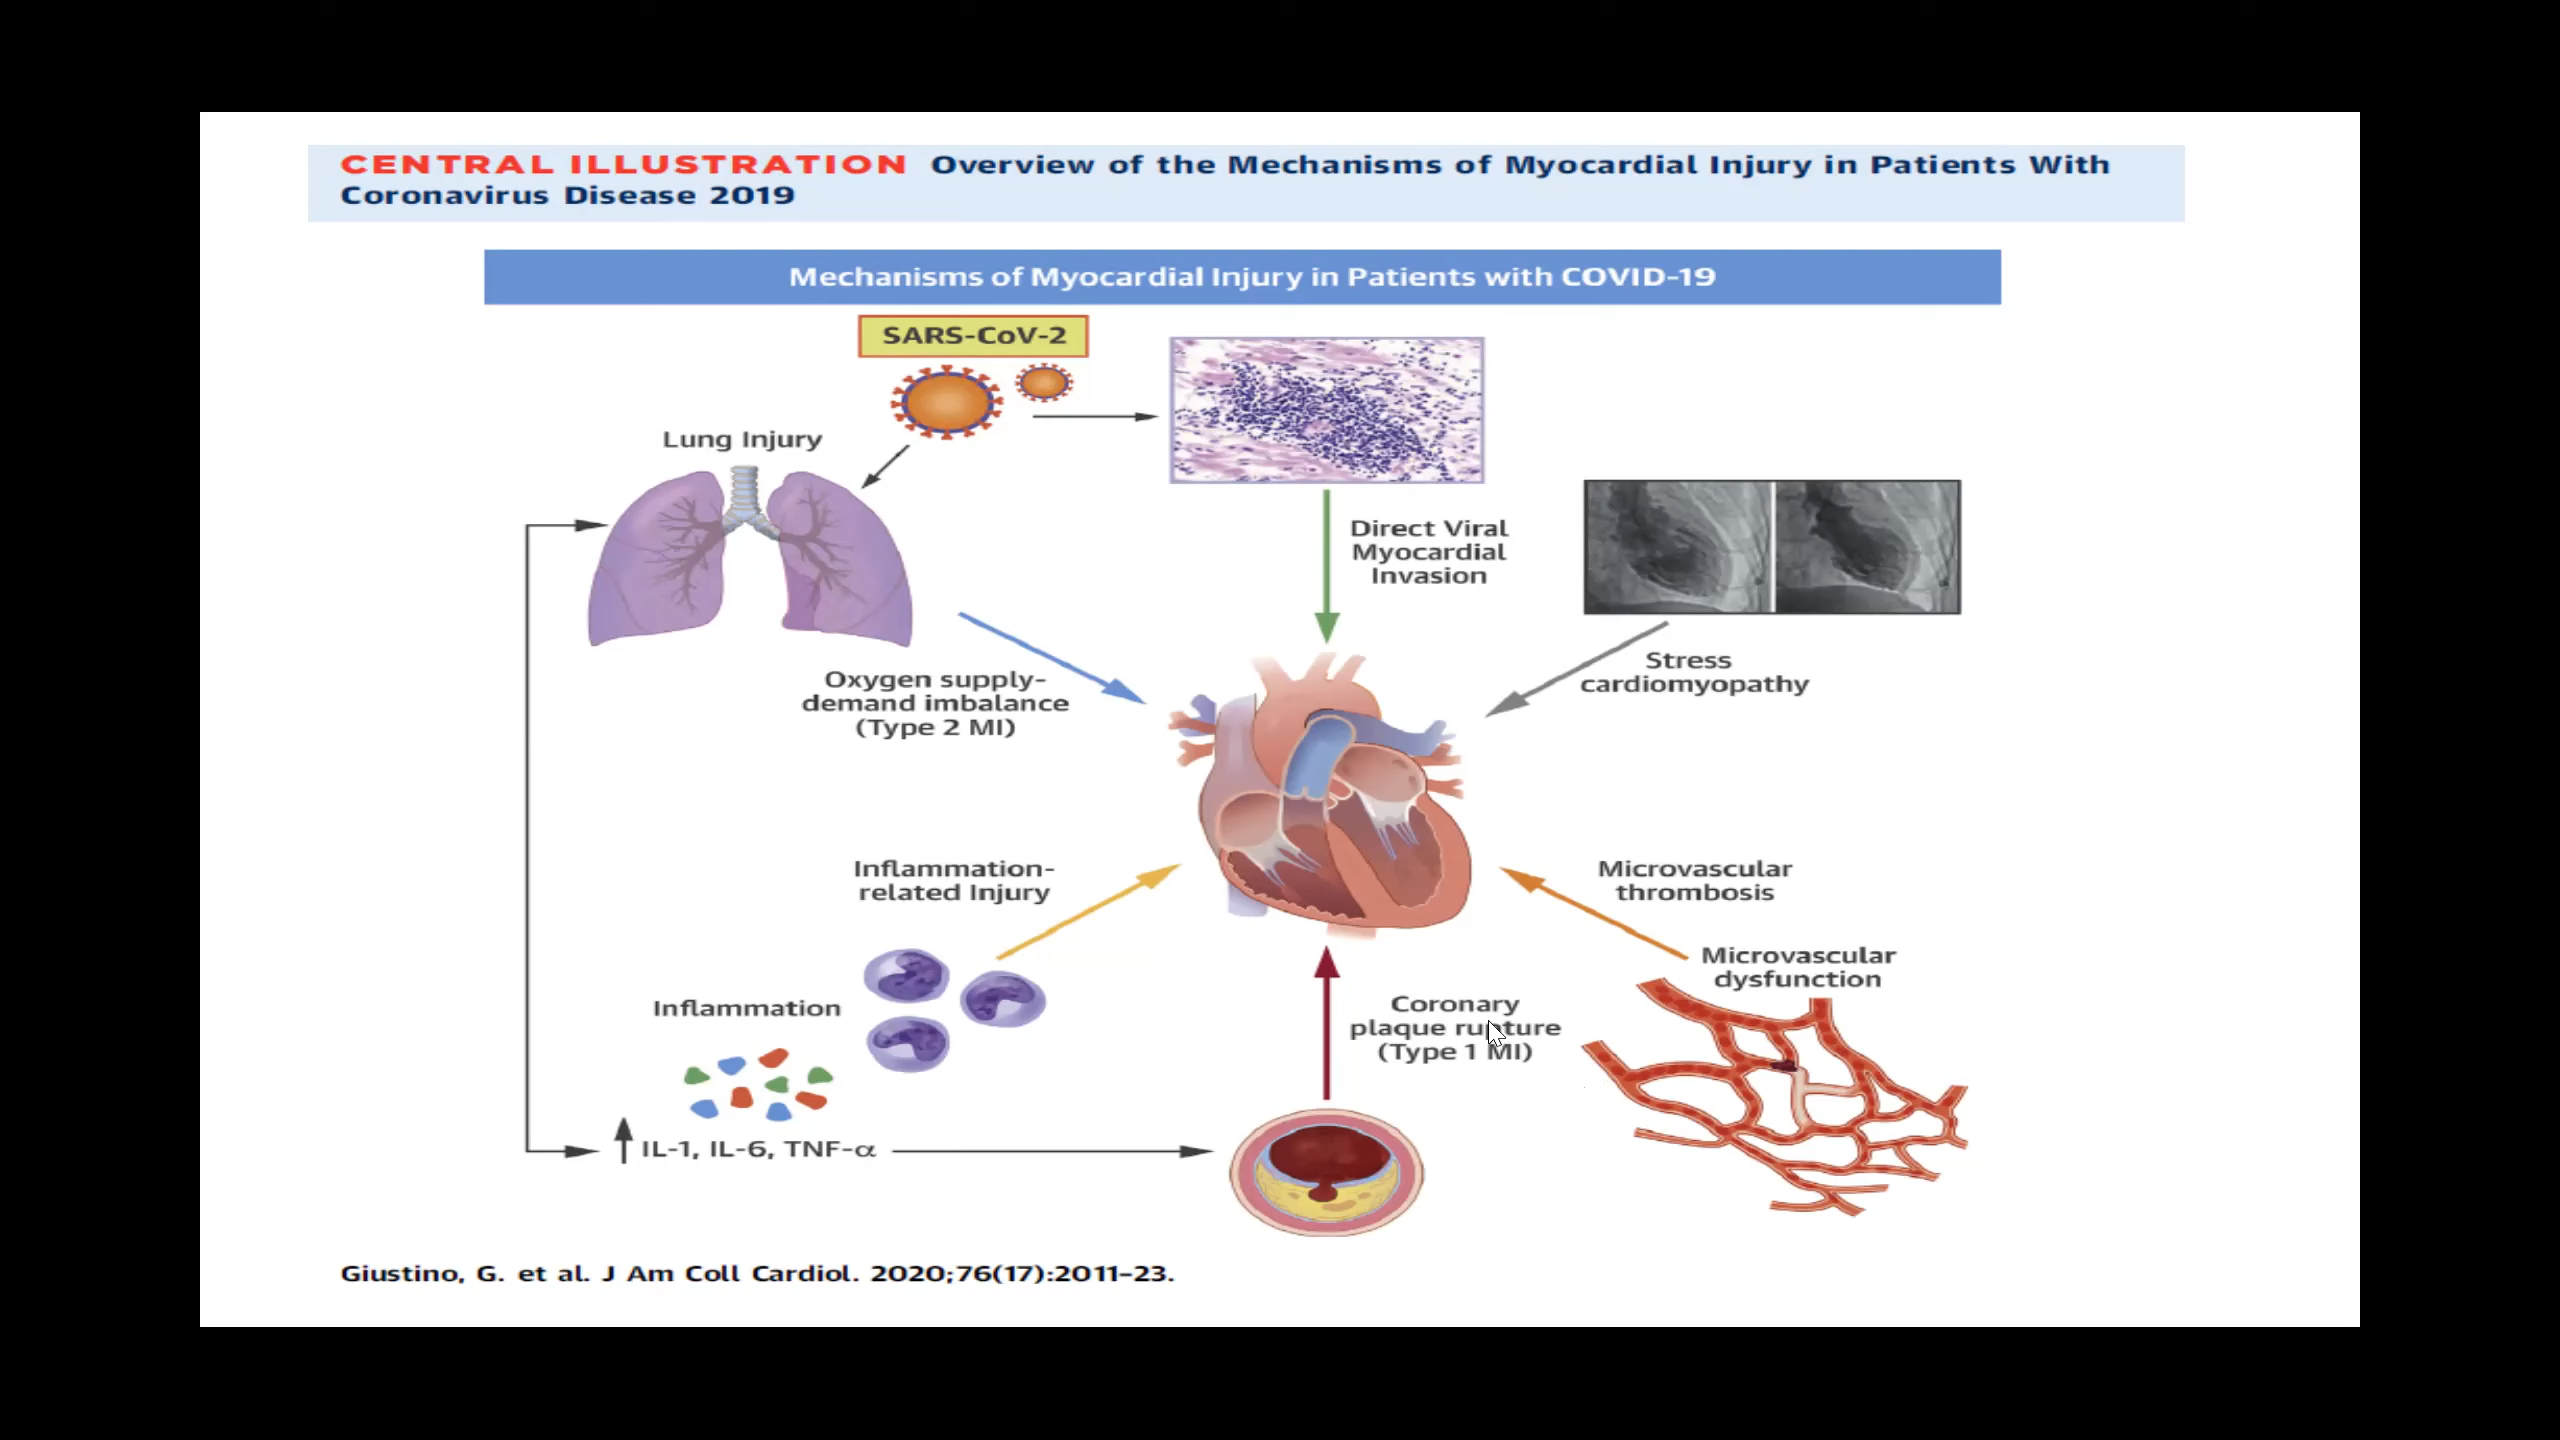 CENTRAL ILLUSTRATION Overview of the Mechanisms of Myocardial Injury in Patients With
Coronavirus Disease 2019
Mechanisms of Myocardial Injury in Patients with COVID-19
SARS-CoV-2
Lung Injury
Direct Viral
Myocardial
Invasion
Stress
cardiomyopathy
Oxygen supply-
demand imbalance
(Type 2 MI)
Inflammation-
related Injury
Microvascular
thrombosis
Microvascular
dysfunction
Inflammation
Coronary
plaque rupture
(Type 1 MI)
IL-1, IL-6, TNF-α
Giustino, G. et al. J Am Coll Cardiol. 2020;76(17):2011–23.